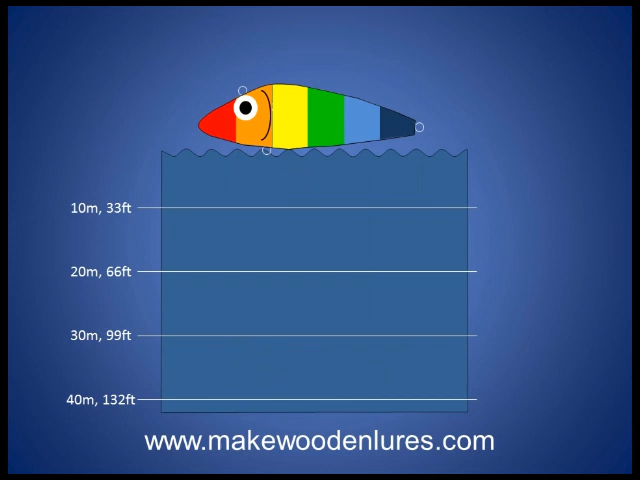 10m, 33ft
20m, 66ft
30m, 99ft
40m, 132ft
www.makewoodenlures.com